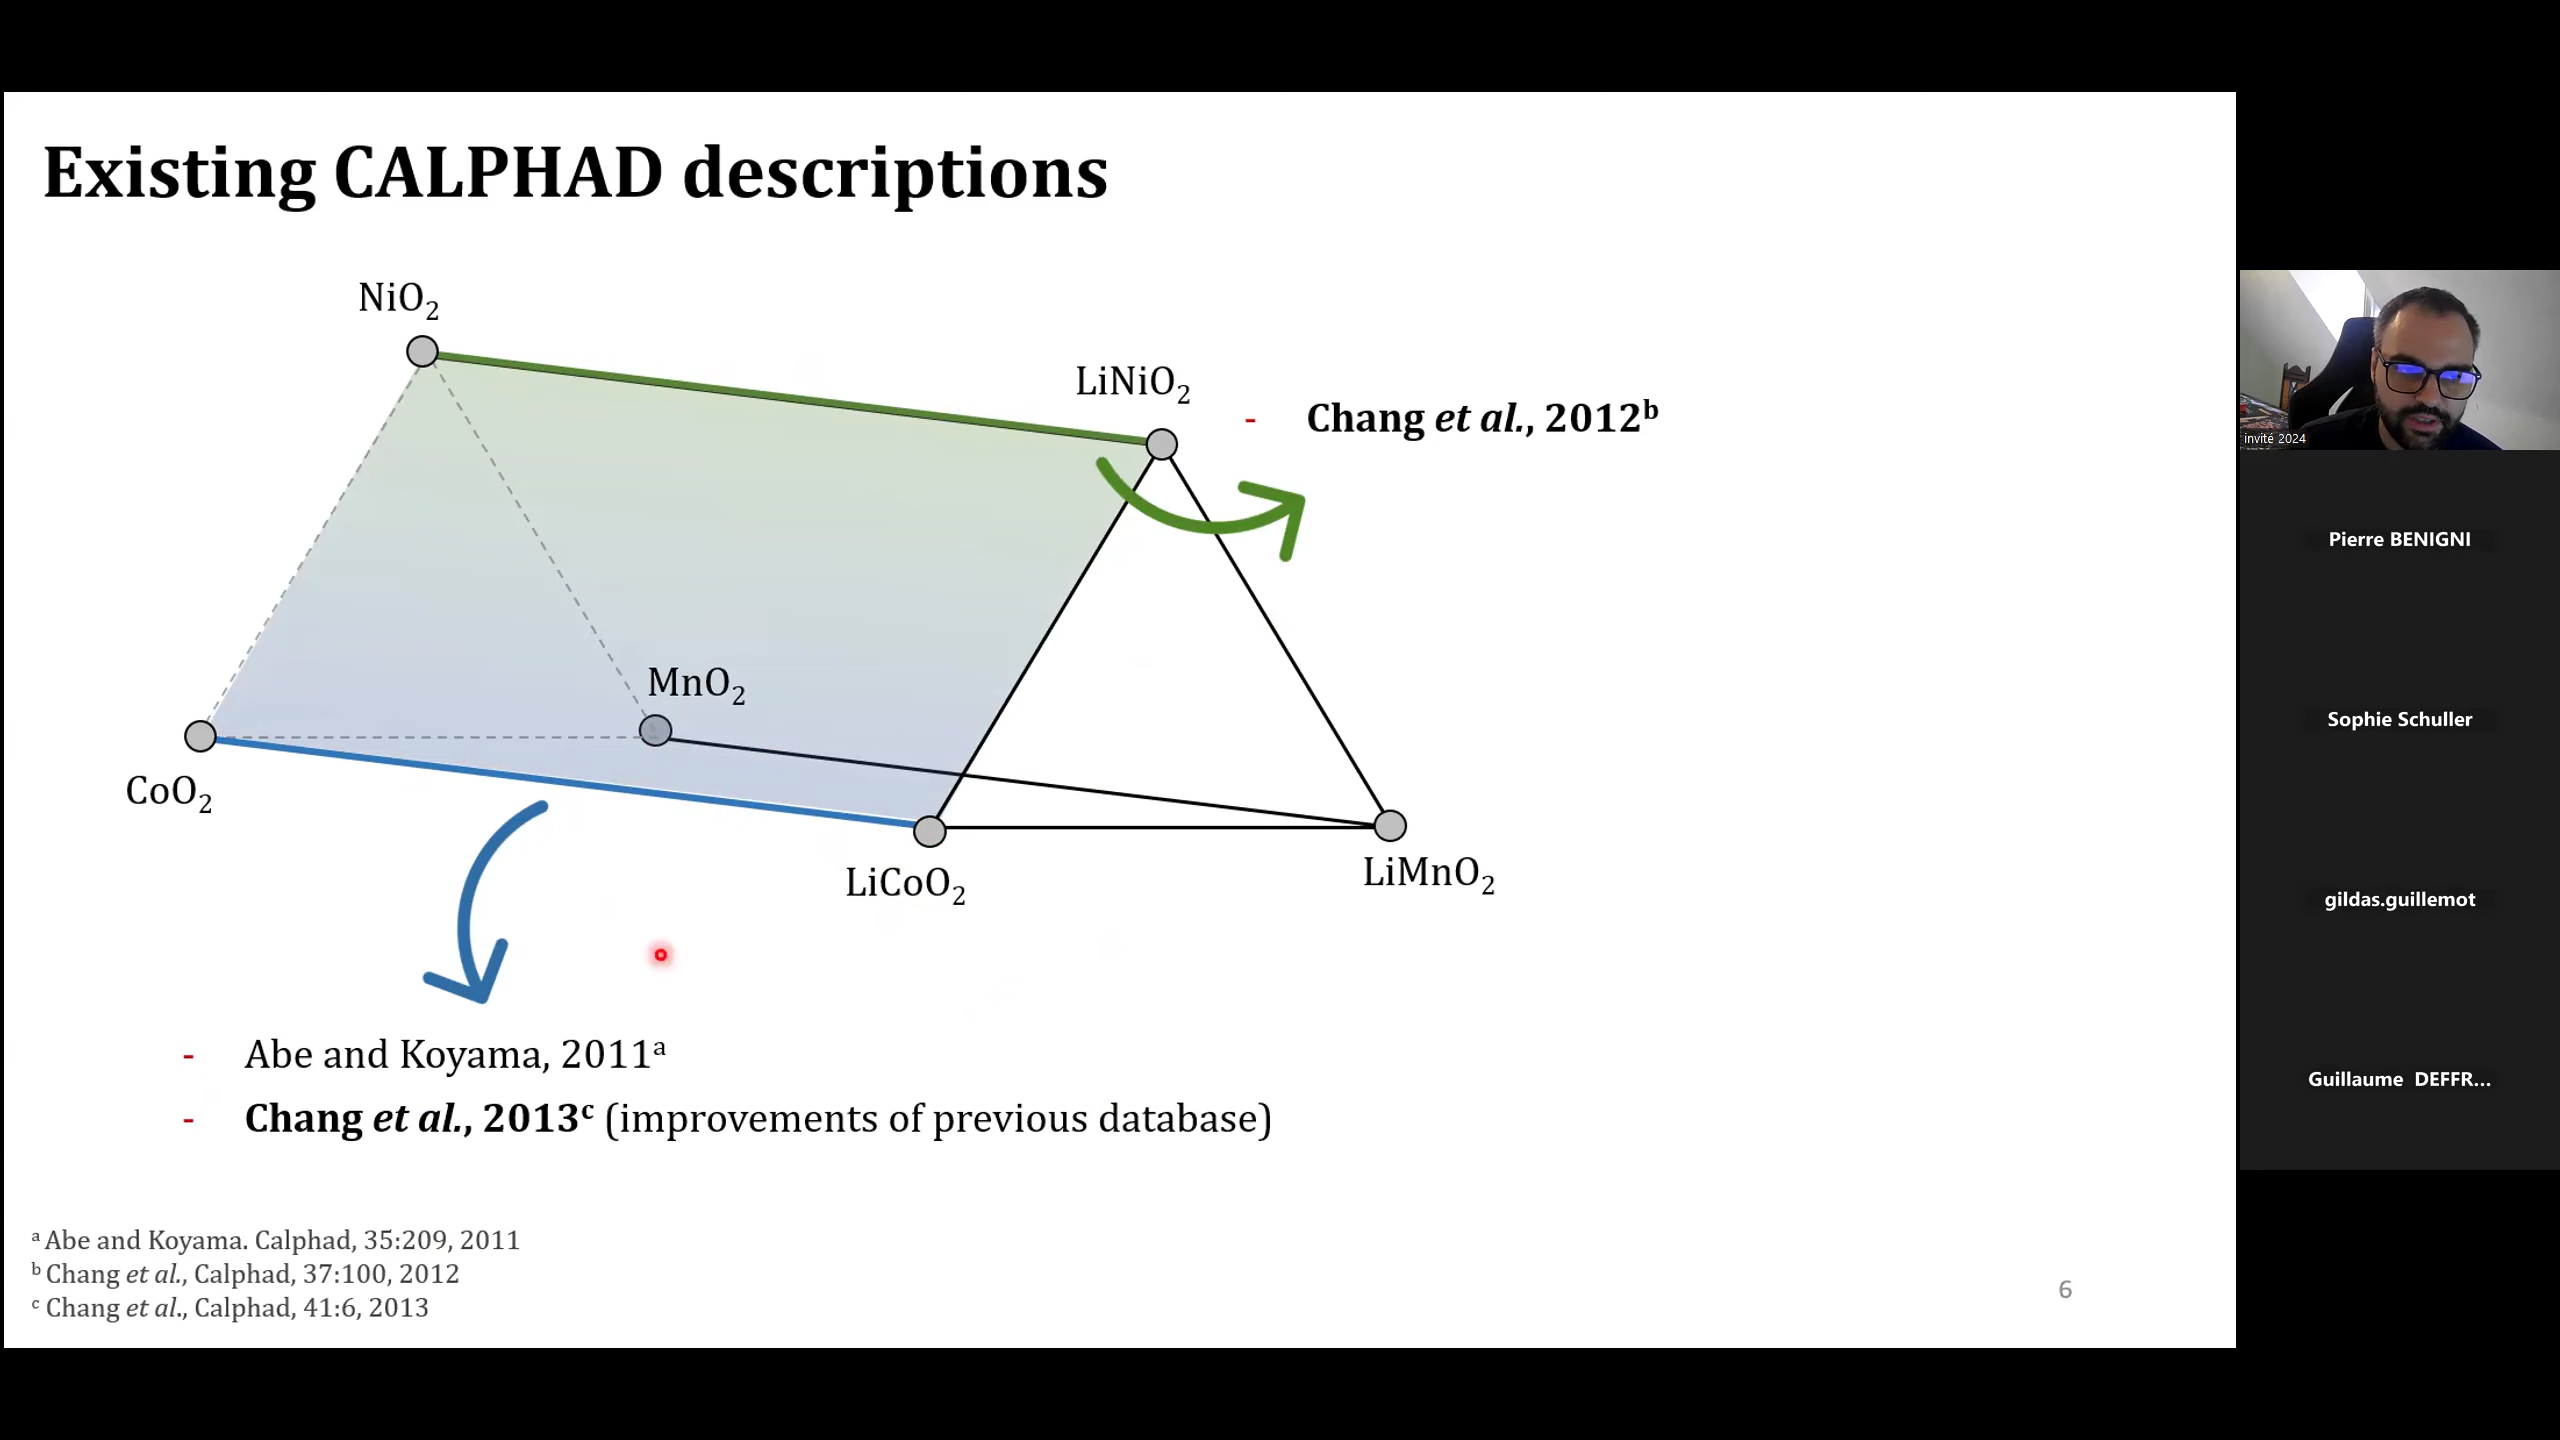 Existing CALPHAD descriptions
NiO₂
LiNiO₂
- Chang et al., 2012ᵇ
MnO₂
CoO₂
LiCoO₂
LiMnO₂
- Abe and Koyama, 2011ᵃ
- Chang et al., 2013ᶜ (improvements of previous database)
ᵃ Abe and Koyama. Calphad, 35:209, 2011
ᵇ Chang et al., Calphad, 37:100, 2012
ᶜ Chang et al., Calphad, 41:6, 2013
6
invité 2024
Pierre BENIGNI
Sophie Schuller
gildas.guillemot
Guillaume DEFFR...